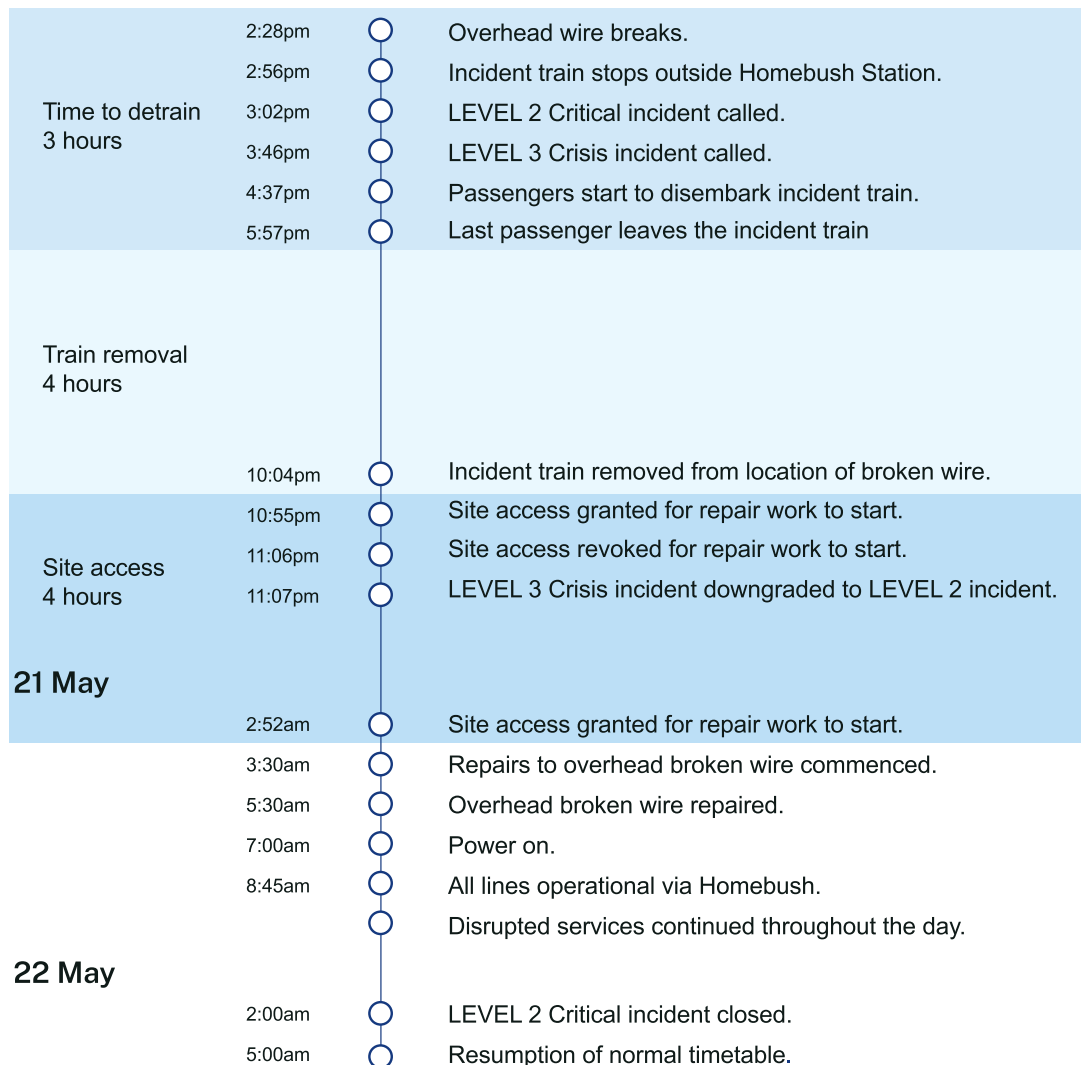 2:28pm Overhead wire breaks.
2:56pm Incident train stops outside Homebush Station.
Time to detrain
3 hours
3:02pm LEVEL 2 Critical incident called.
3:46pm LEVEL 3 Crisis incident called.
4:37pm Passengers start to disembark incident train.
5:57pm Last passenger leaves the incident train
Train removal
4 hours
10:04pm Incident train removed from location of broken wire.
10:55pm Site access granted for repair work to start.
11:06pm Site access revoked for repair work to start.
Site access
4 hours
11:07pm LEVEL 3 Crisis incident downgraded to LEVEL 2 incident.
21 May
2:52am Site access granted for repair work to start.
3:30am Repairs to overhead broken wire commenced.
5:30am Overhead broken wire repaired.
7:00am Power on.
8:45am All lines operational via Homebush.
Disrupted services continued throughout the day.
22 May
2:00am LEVEL 2 Critical incident closed.
5:00am Resumption of normal timetable.